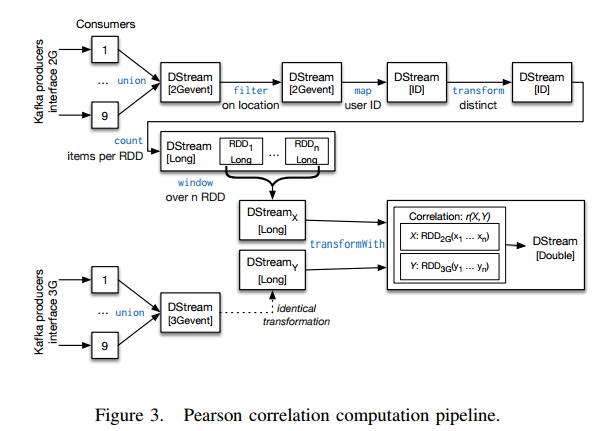 Consumers
Kafka producers
interface 2G
1
...
9
union
DStream
[2Gevent]
filter
on location
DStream
[2Gevent]
map
user ID
DStream
[ID]
transform
distinct
DStream
[ID]
count
items per RDD
DStream
[Long]
RDD1
Long
...
RDDn
Long
window
over n RDD
DStreamX
[Long]
transformWith
DStreamY
[Long]
Correlation: r(X,Y)
X: RDD2G(x1 ... xn)
Y: RDD3G(y1 ... yn)
DStream
[Double]
Kafka producers
interface 3G
1
...
9
union
DStream
[3Gevent]
identical
transformation
Figure 3. Pearson correlation computation pipeline.